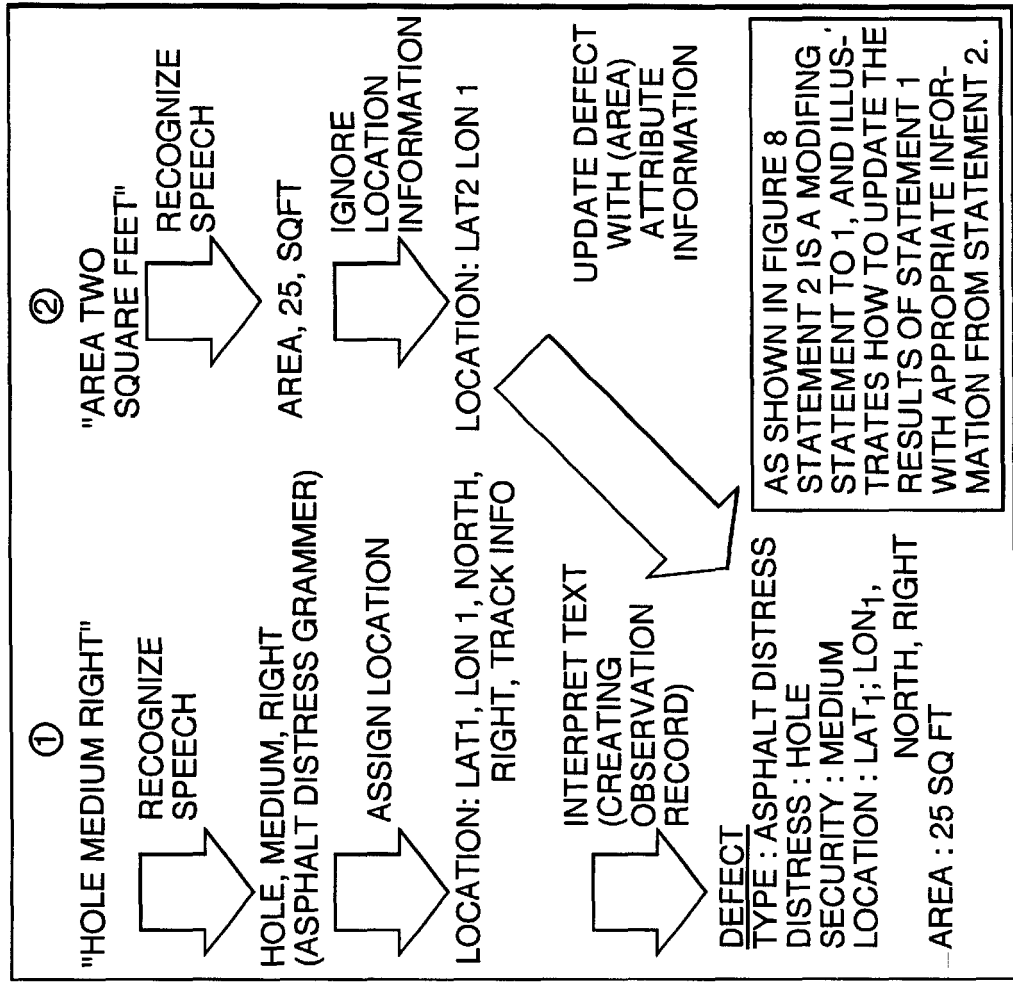 ①
"HOLE MEDIUM RIGHT"
RECOGNIZE
SPEECH
HOLE, MEDIUM, RIGHT
(ASPHALT DISTRESS GRAMMER)
ASSIGN LOCATION
LOCATION: LAT1, LON 1, NORTH,
RIGHT, TRACK INFO
INTERPRET TEXT
(CREATING
OBSERVATION
RECORD)
DEFECT
TYPE : ASPHALT DISTRESS
DISTRESS : HOLE
SECURITY : MEDIUM
LOCATION : LAT1; LON1,
NORTH, RIGHT
AREA : 25 SQ FT
②
"AREA TWO
SQUARE FEET"
RECOGNIZE
SPEECH
AREA, 25, SQFT
IGNORE
LOCATION
INFORMATION
LOCATION: LAT2 LON 1
UPDATE DEFECT
WITH (AREA)
ATTRIBUTE
INFORMATION
AS SHOWN IN FIGURE 8
STATEMENT 2 IS A MODIFING
STATEMENT TO 1, AND ILLUS-
TRATES HOW TO UPDATE THE
RESULTS OF STATEMENT 1
WITH APPROPRIATE INFOR-
MATION FROM STATEMENT 2.